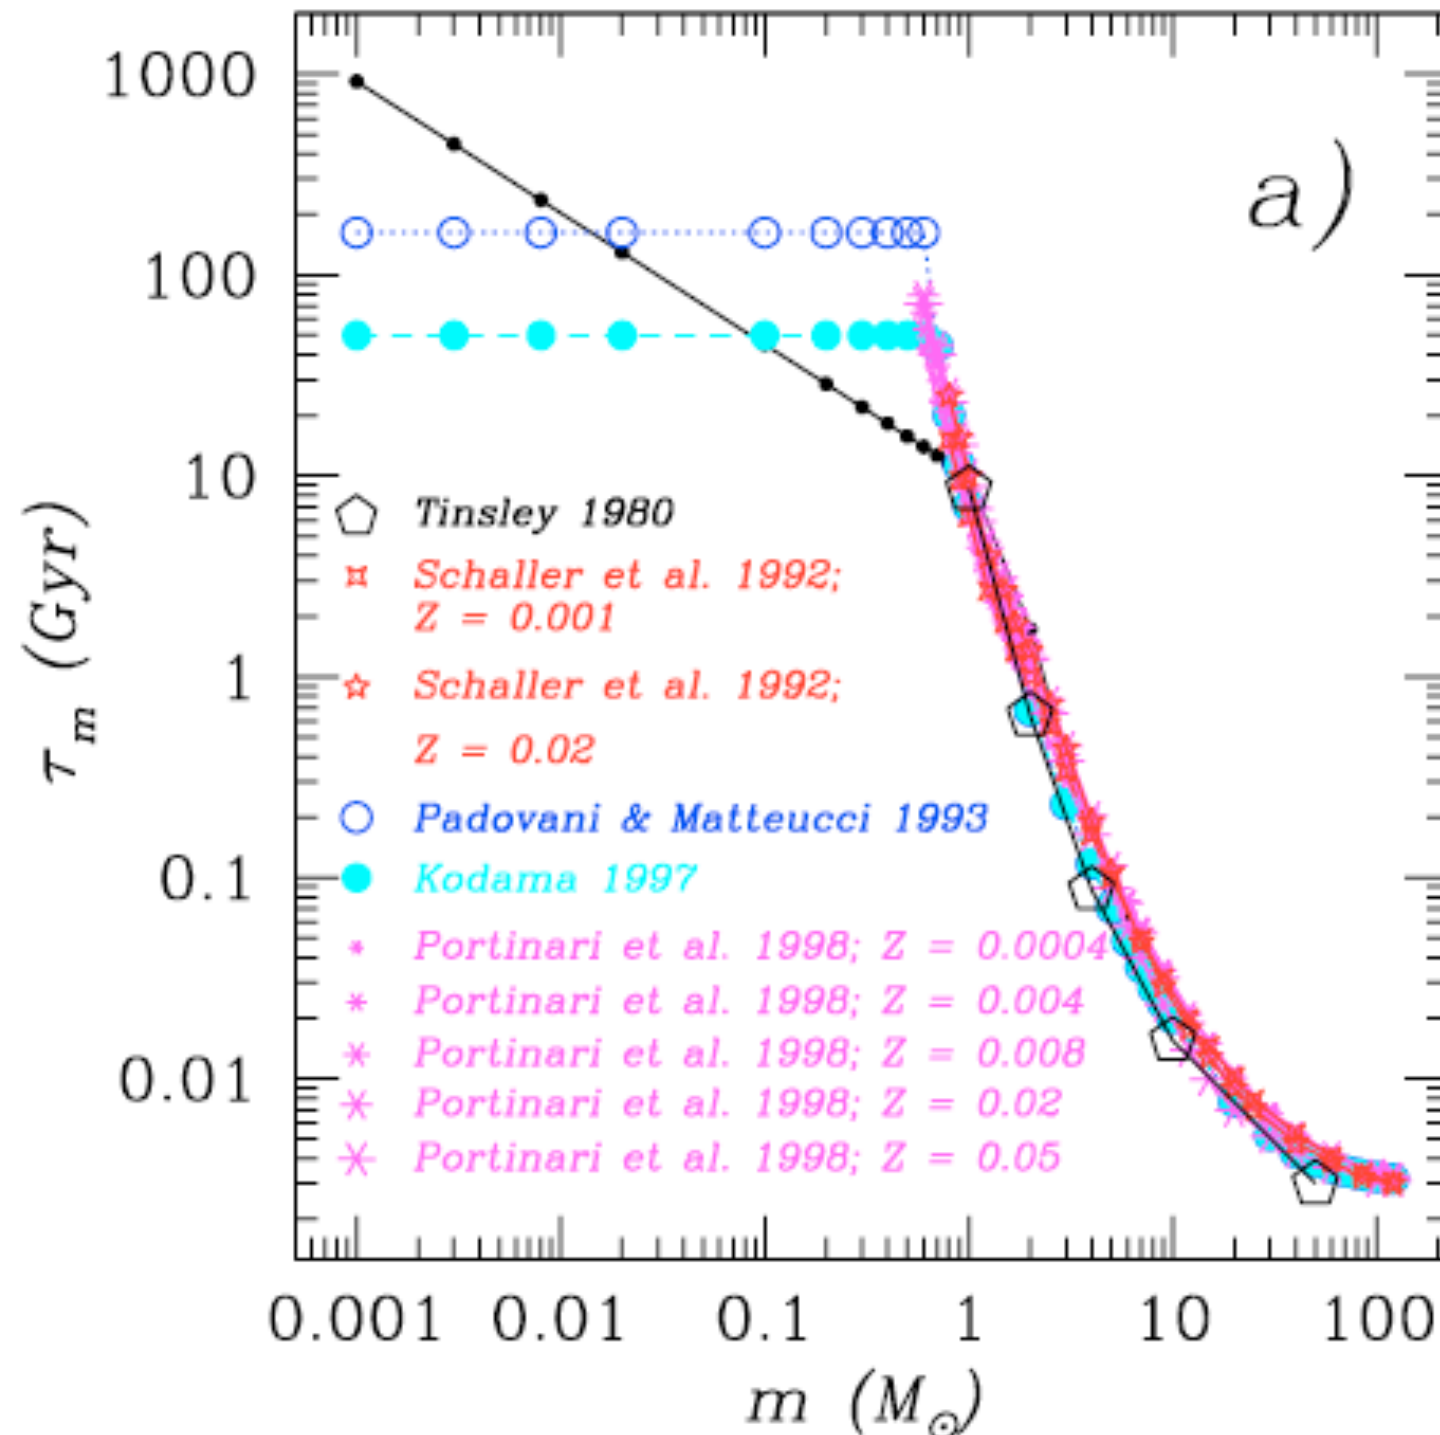 a)
1000
100
10
1
0.1
0.01
τm (Gyr)
Tinsley 1980
Schaller et al. 1992;
Z = 0.001
Schaller et al. 1992;
Z = 0.02
Padovani & Matteucci 1993
Kodama 1997
Portinari et al. 1998; Z = 0.0004
Portinari et al. 1998; Z = 0.004
Portinari et al. 1998; Z = 0.008
Portinari et al. 1998; Z = 0.02
Portinari et al. 1998; Z = 0.05
0.001 0.01 0.1 1 10 100
m (M⊙)